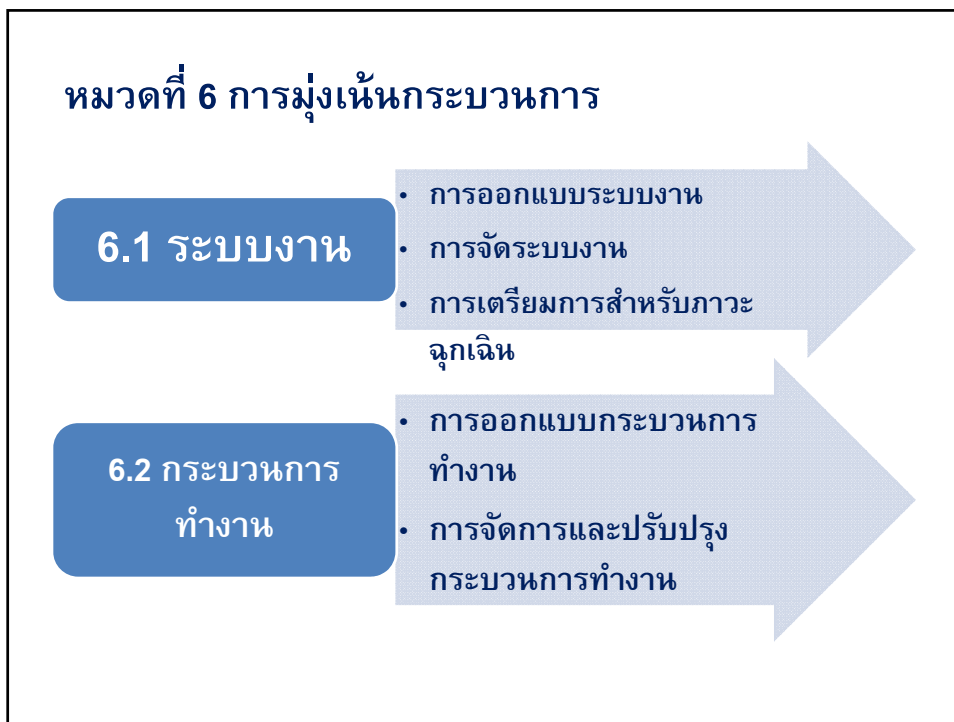 หมวดที่ 6 การมุ่งเน้นกระบวนการ
6.1 ระบบงาน
• การออกแบบระบบงาน
• การจัดระบบงาน
• การเตรียมการสำหรับภาวะ
ฉุกเฉิน
6.2 กระบวนการ
ทำงาน
• การออกแบบกระบวนการ
ทำงาน
• การจัดการและปรับปรุง
กระบวนการทำงาน